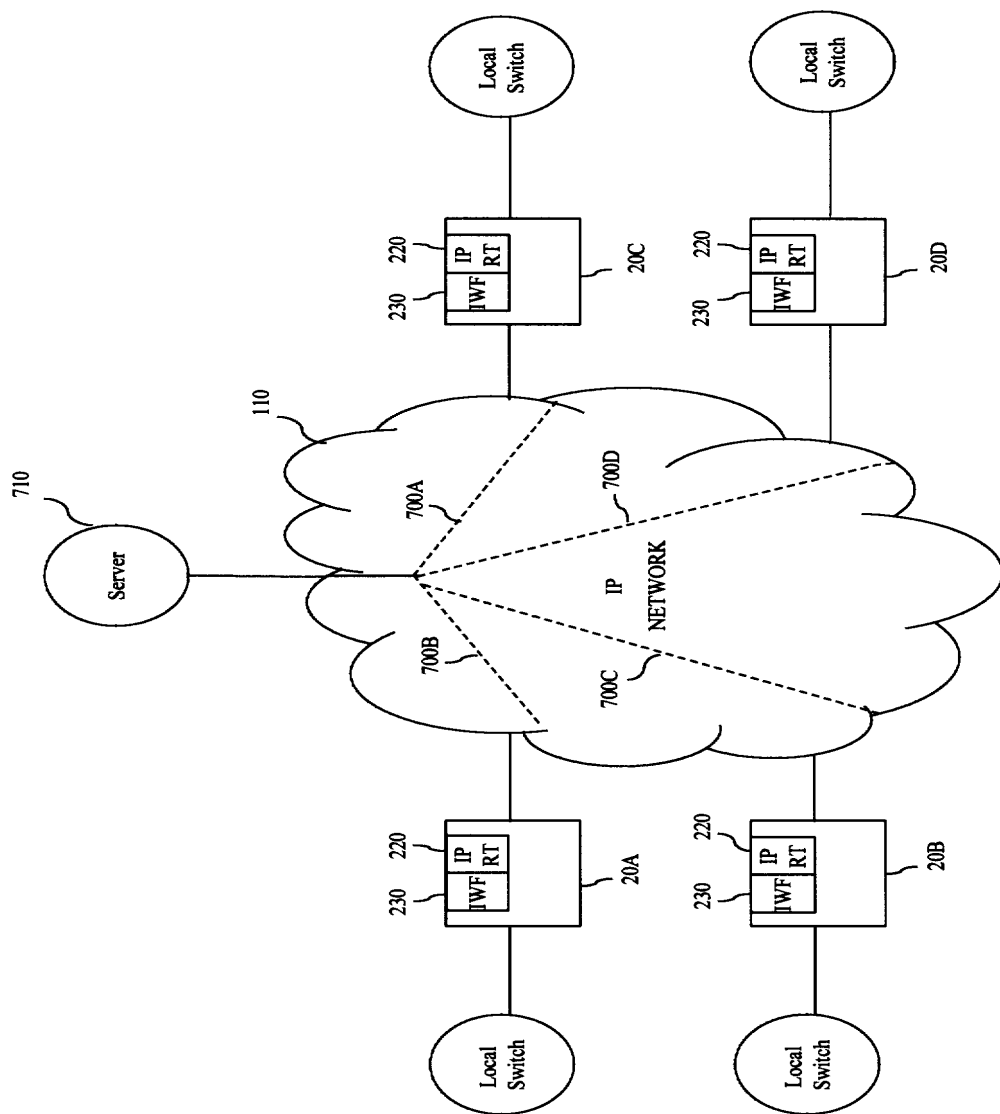 710
Server
110
700A
700B
700C
700D
IP
NETWORK
Local
Switch
230
220
IWF
IP
RT
20A
Local
Switch
230
220
IWF
IP
RT
20C
Local
Switch
230
220
IWF
IP
RT
20B
Local
Switch
230
220
IWF
IP
RT
20D